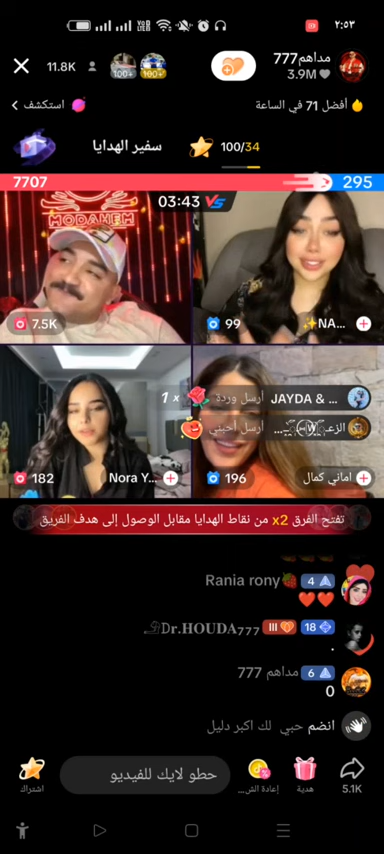 ٢:٥٣
مداهم777
3.9M
11.8K
100+
100+
أفضل 71 في الساعة
استكشف
100/34
سفير الهدايا
7707
295
03:43
VS
MODAHEM
7.5K
99
NA...
JAYDA & ...
أرسل وردة
1 x
أرسل أحبني
182
Nora Y...
196
اماني كمال
تفتح الفرق x2 من نقاط الهدايا مقابل الوصول إلى هدف الفريق
4
Rania rony
18
III
Dr.HOUDA777
.
6
مداهم 777
0
انضم حبي لك اكبر دليل
5.1K
هدية
إعادة الش...
حطو لايك للفيديو
اشتراك